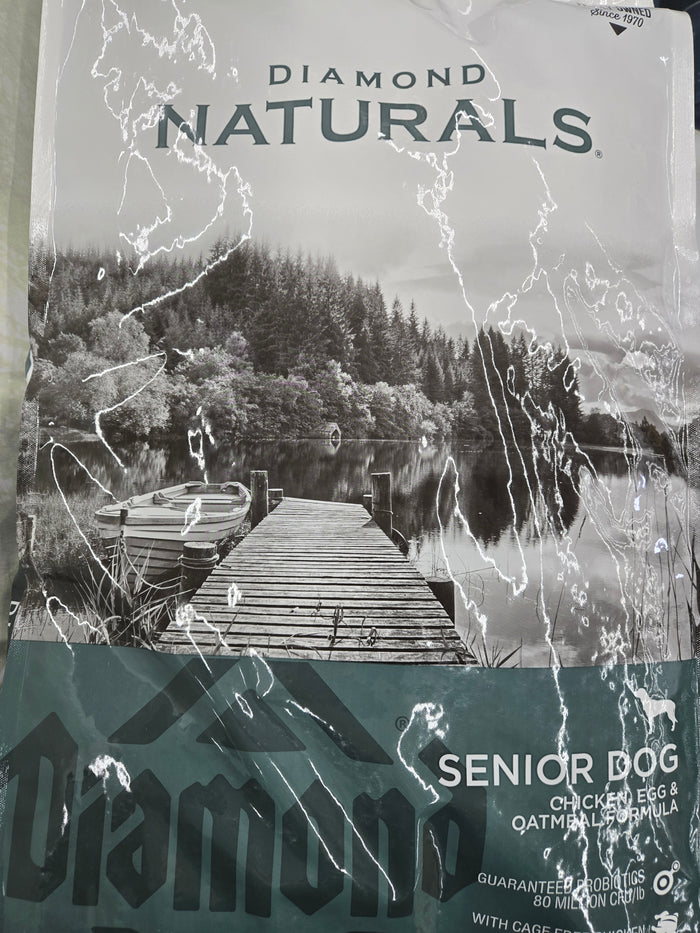 OWNED
Since 1970
DIAMOND
NATURALS®
®
Diamond
SENIOR DOG
CHICKEN, EGG &
OATMEAL FORMULA
GUARANTEED PROBIOTICS
80 MILLION CFU/lb
WITH CAGE FREE CHICKEN